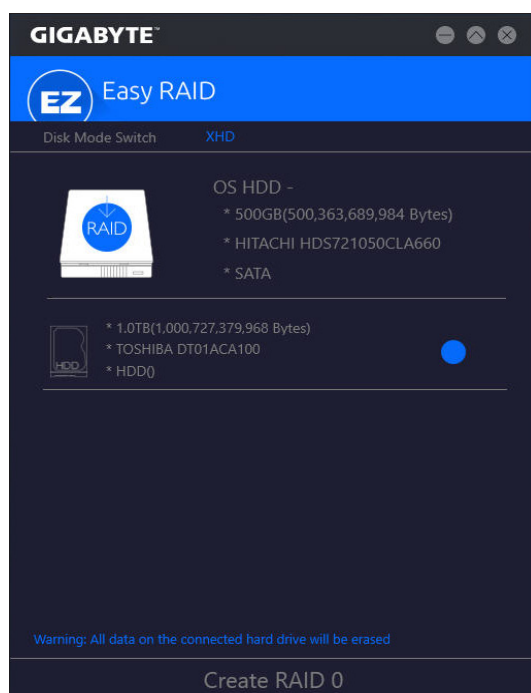 GIGABYTE™
EZ Easy RAID
Disk Mode Switch XHD
RAID
OS HDD -
* 500GB(500,363,689,984 Bytes)
* HITACHI HDS721050CLA660
* SATA
HDD
* 1.0TB(1,000,727,379,968 Bytes)
* TOSHIBA DT01ACA100
* HDD()
Warning: All data on the connected hard drive will be erased
Create RAID 0